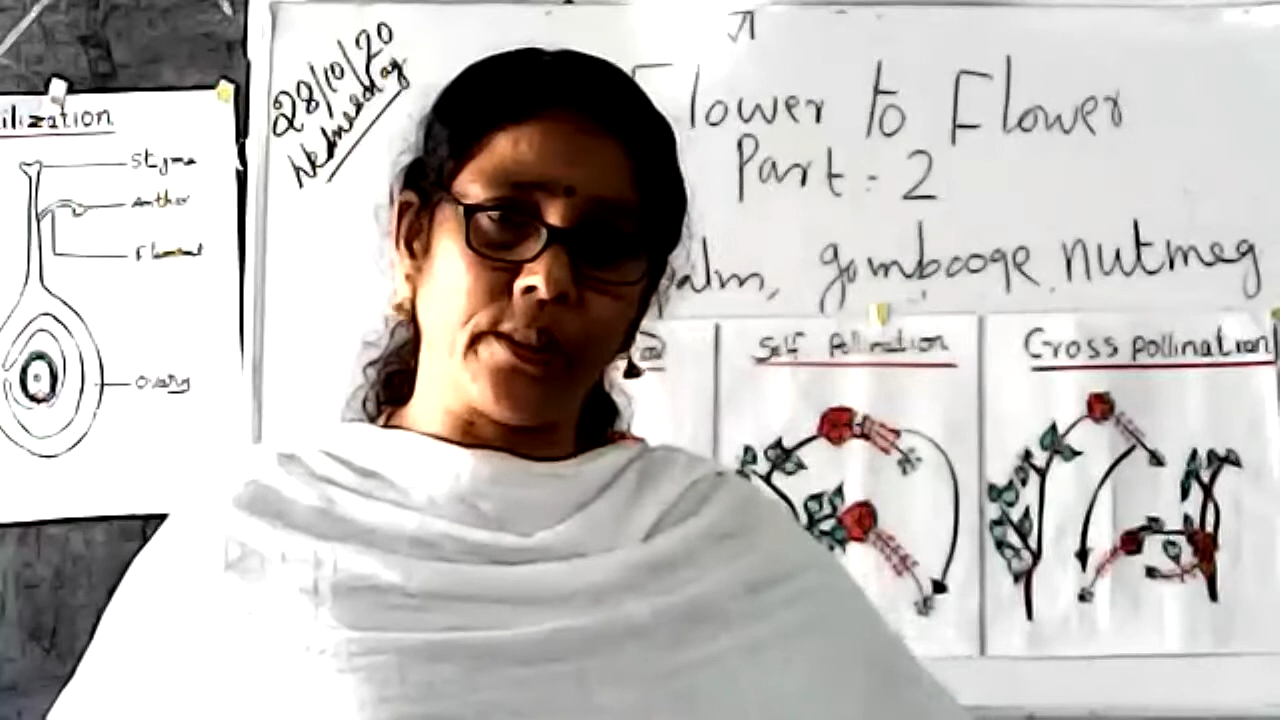 28/10/20
Wednesday
Flower to Flower
Part : 2
palm, gombooge, nutmeg
ilization
Stigma
Anther
Filament
Ovary
Self Pollination
Cross pollination